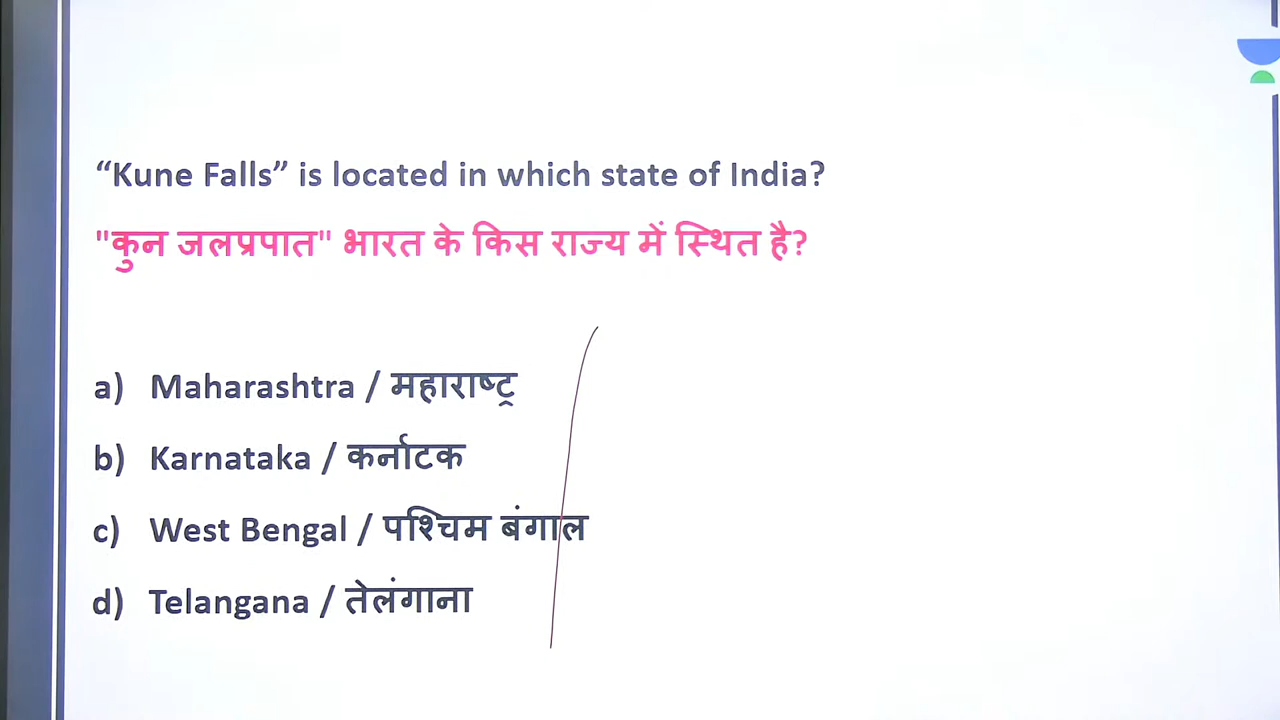 “Kune Falls” is located in which state of India?
"कुन जलप्रपात" भारत के किस राज्य में स्थित है?
a) Maharashtra / महाराष्ट्र
b) Karnataka / कर्नाटक
c) West Bengal / पश्चिम बंगाल
d) Telangana / तेलंगाना